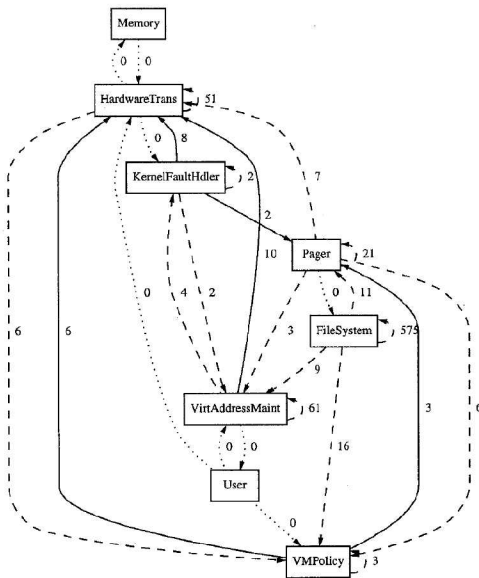 Memory
0 0
HardwareTrans 51
0 8
KernelFaultHdler 2
7
2
Pager 21
10
0 4 2 0 11
3 FileSystem 575
6 6 9
VirtAddressMaint 61
3 6
0 0 16
User
0
VMPolicy 3